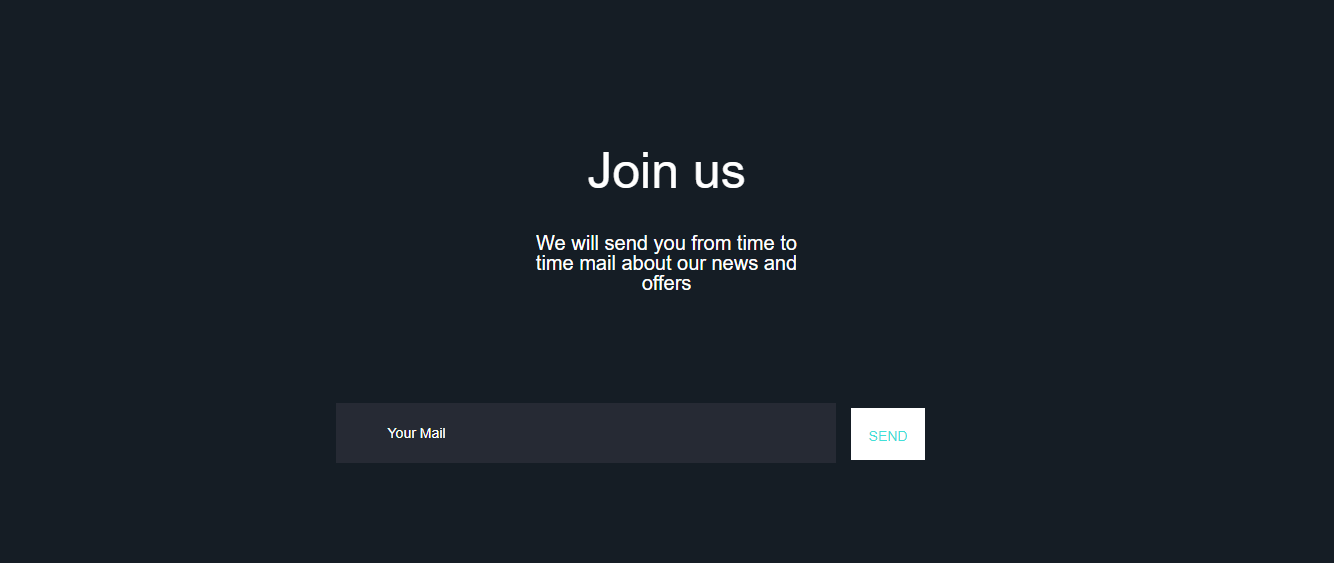 Join us
We will send you from time to
time mail about our news and
offers
Your Mail
SEND